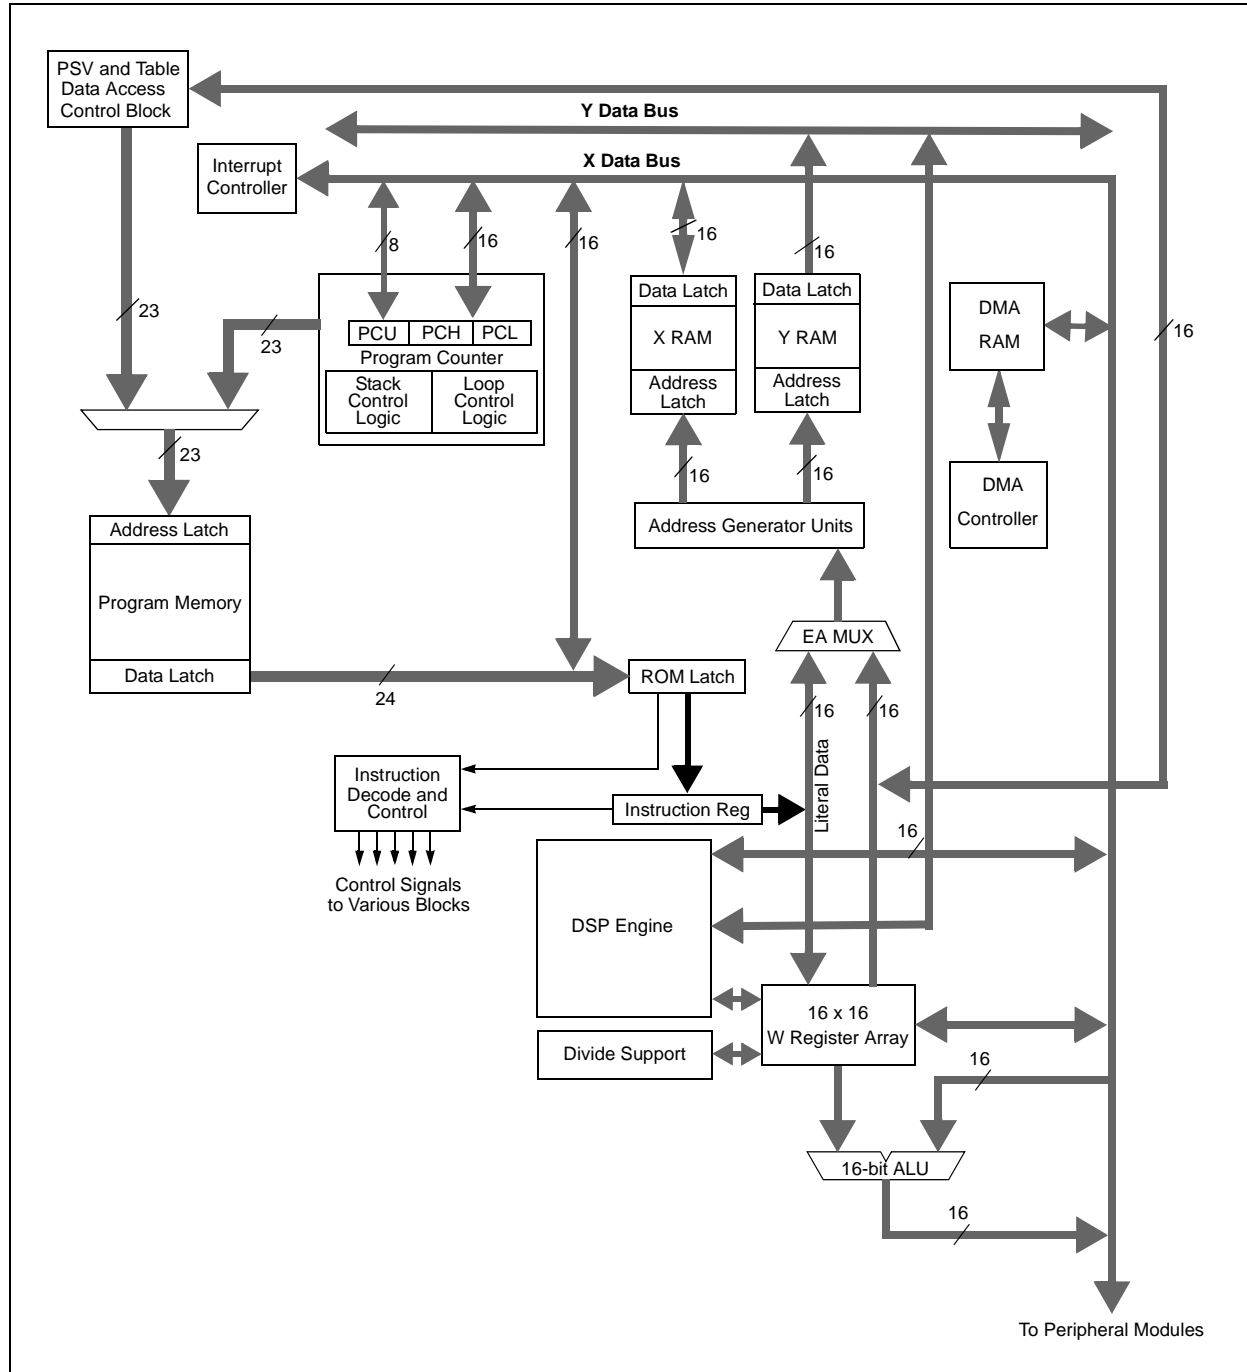 PSV and Table
Data Access
Control Block
Y Data Bus
X Data Bus
Interrupt
Controller
8
16
16
16
16
23
23
16
Data Latch
X RAM
Address
Latch
Data Latch
Y RAM
Address
Latch
DMA
RAM
PCU
PCH
PCL
Program Counter
Stack
Control
Logic
Loop
Control
Logic
23
16
16
Address Generator Units
DMA
Controller
Address Latch
Program Memory
Data Latch
24
ROM Latch
EA MUX
16
16
Literal Data
Instruction
Decode and
Control
Instruction Reg
Control Signals
to Various Blocks
16
DSP Engine
16 x 16
W Register Array
Divide Support
16
16-bit ALU
16
To Peripheral Modules